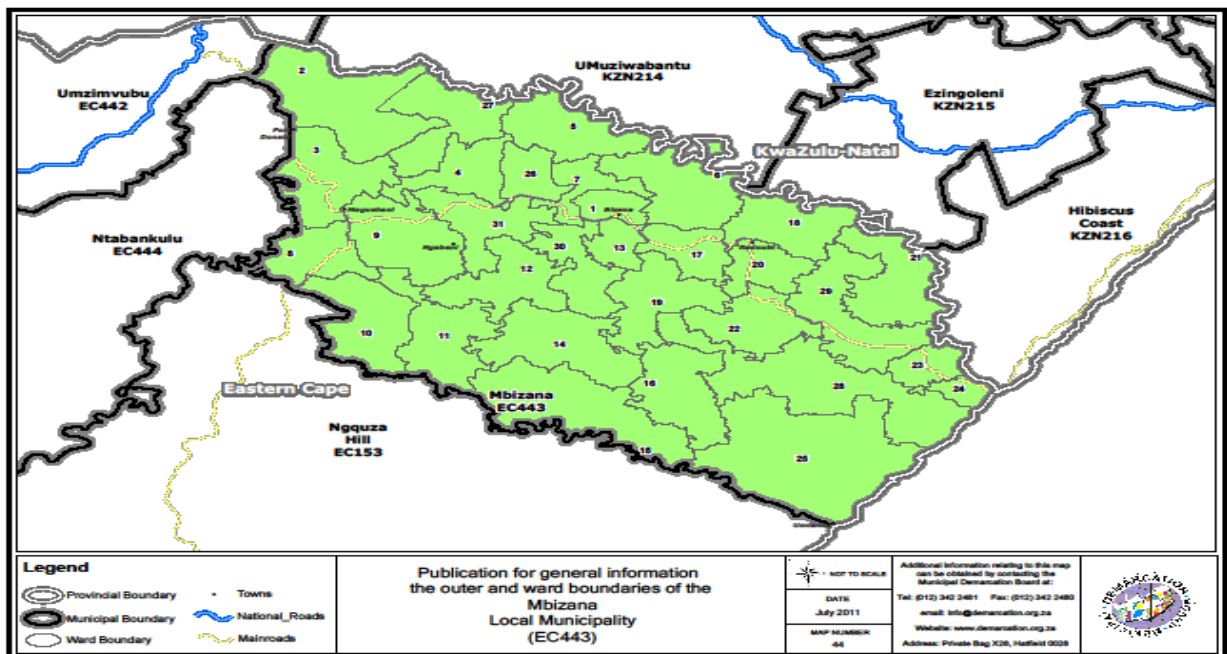 2
UMuziwabantu
KZN214
Umzimvubu
EC442
Ezingoleni
KZN215
27
5
KwaZulu-Natal
3
4
26
7
6
1
Bizana
18
Hibiscus
Coast
KZN216
Magusheni
31
9
30
13
17
Redoubt
20
21
Ntabankulu
EC444
8
12
29
19
10
11
14
22
23
16
28
24
Eastern Cape
Mbizana
EC443
Ngquza
Hill
EC153
15
25
Legend
Provincial Boundary
Municipal Boundary
Ward Boundary
Towns
National_Roads
Mainroads
Publication for general information
the outer and ward boundaries of the
Mbizana
Local Municipality
(EC443)
NOT TO SCALE
DATE
July 2011
MAP NUMBER
44
Additional Information relating to this map
can be obtained by contacting the
Municipal Demarcation Board at:
Tel: (012) 342 2481 Fax: (012) 342 2480
email: info@demarcation.org.za
Website: www.demarcation.org.za
Address: Private Bag X28, Hatfield 0028